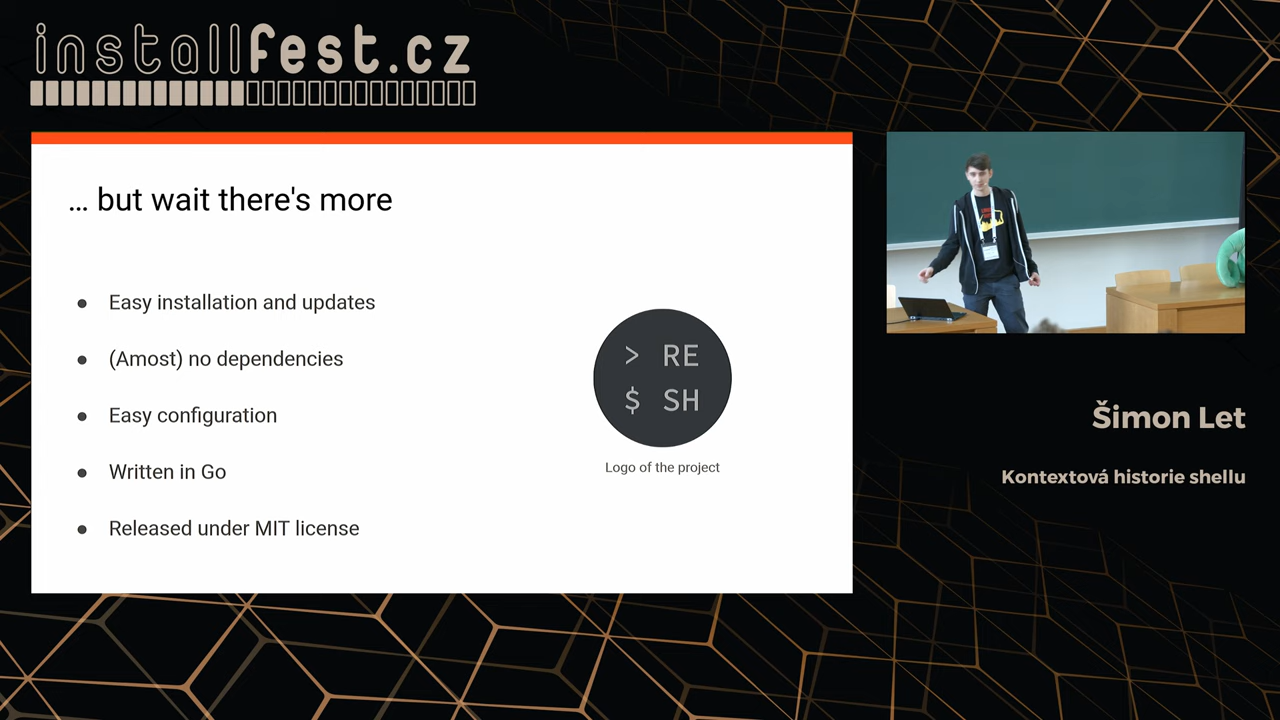 installfest.cz
... but wait there's more
● Easy installation and updates
● (Amost) no dependencies
● Easy configuration
● Written in Go
● Released under MIT license
> RE
$ SH
Logo of the project
Šimon Let
Kontextová historie shellu